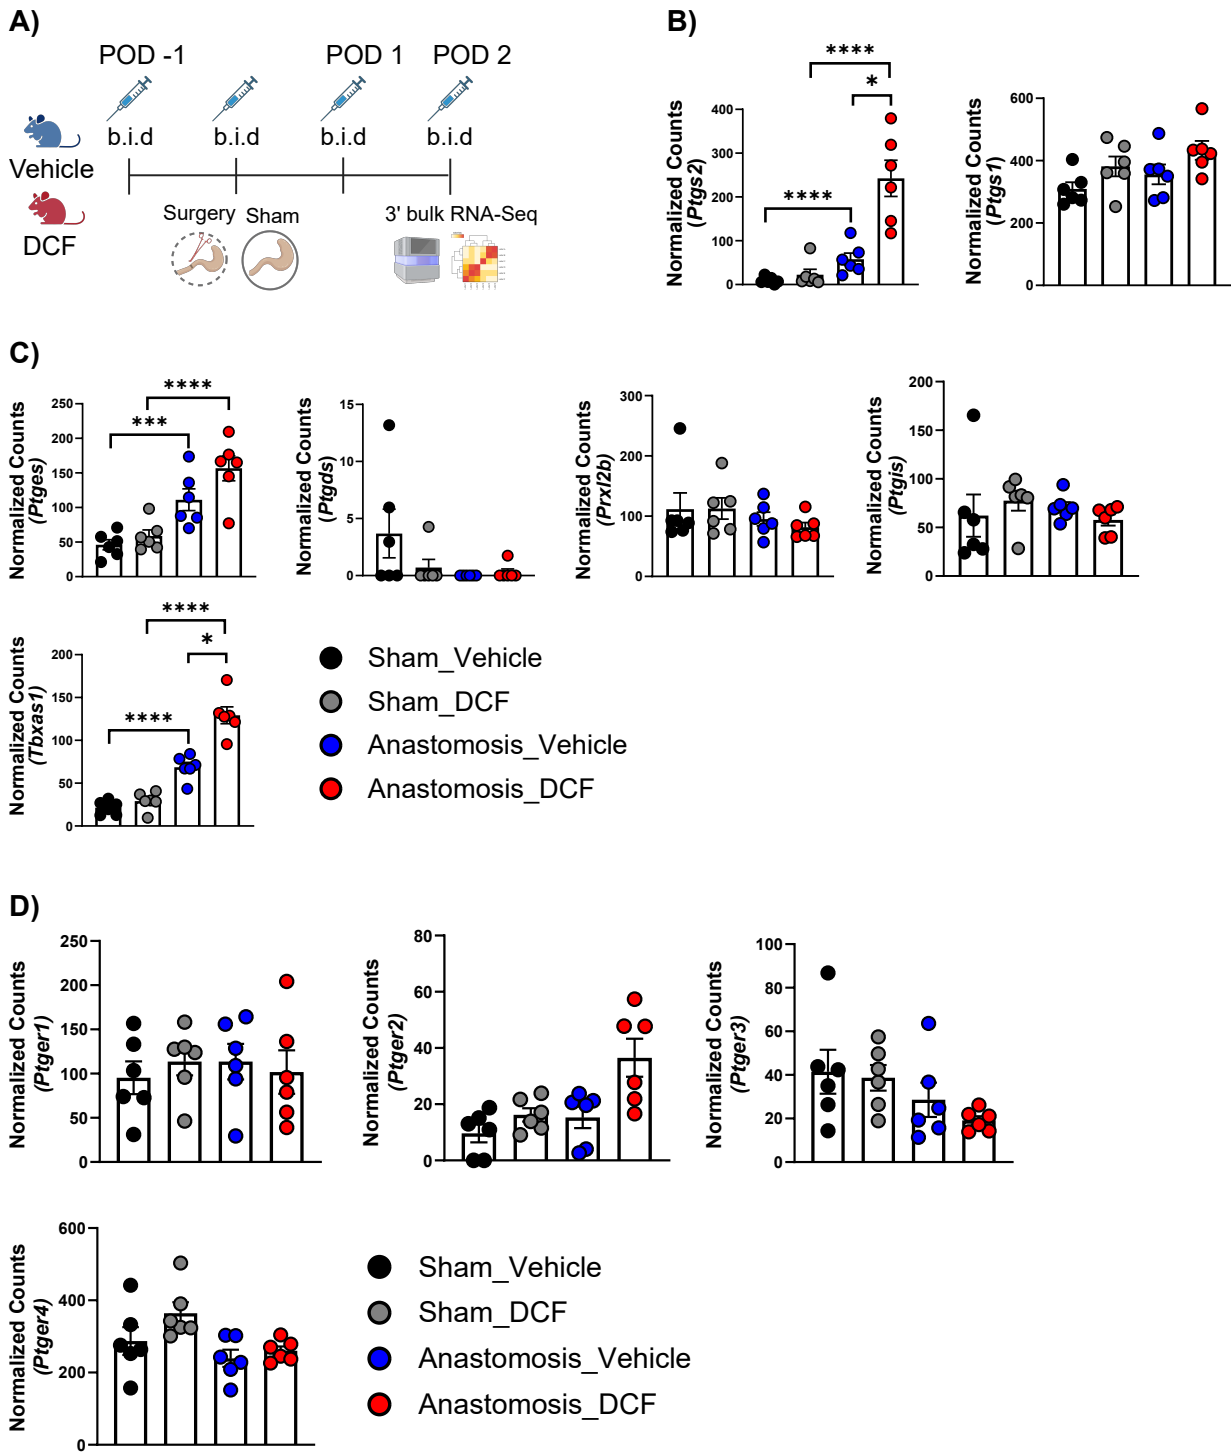 A)
POD -1
POD 1
POD 2
b.i.d
b.i.d
b.i.d
b.i.d
Vehicle
DCF
Surgery
Sham
3' bulk RNA-Seq
B)
****
*
****
Normalized Counts
(Ptgs2)
400
300
200
100
0
Normalized Counts
(Ptgs1)
600
400
200
0
C)
****
***
Normalized Counts
(Ptges)
250
200
150
100
50
0
Normalized Counts
(Ptgds)
15
10
5
0
Normalized Counts
(Prxl2b)
300
200
100
0
Normalized Counts
(Ptgis)
200
150
100
50
0
****
*
****
Normalized Counts
(Tbxas1)
200
150
100
50
0
Sham_Vehicle
Sham_DCF
Anastomosis_Vehicle
Anastomosis_DCF
D)
Normalized Counts
(Ptger1)
250
200
150
100
50
0
Normalized Counts
(Ptger2)
80
60
40
20
0
Normalized Counts
(Ptger3)
100
80
60
40
20
0
Normalized Counts
(Ptger4)
600
400
200
0
Sham_Vehicle
Sham_DCF
Anastomosis_Vehicle
Anastomosis_DCF